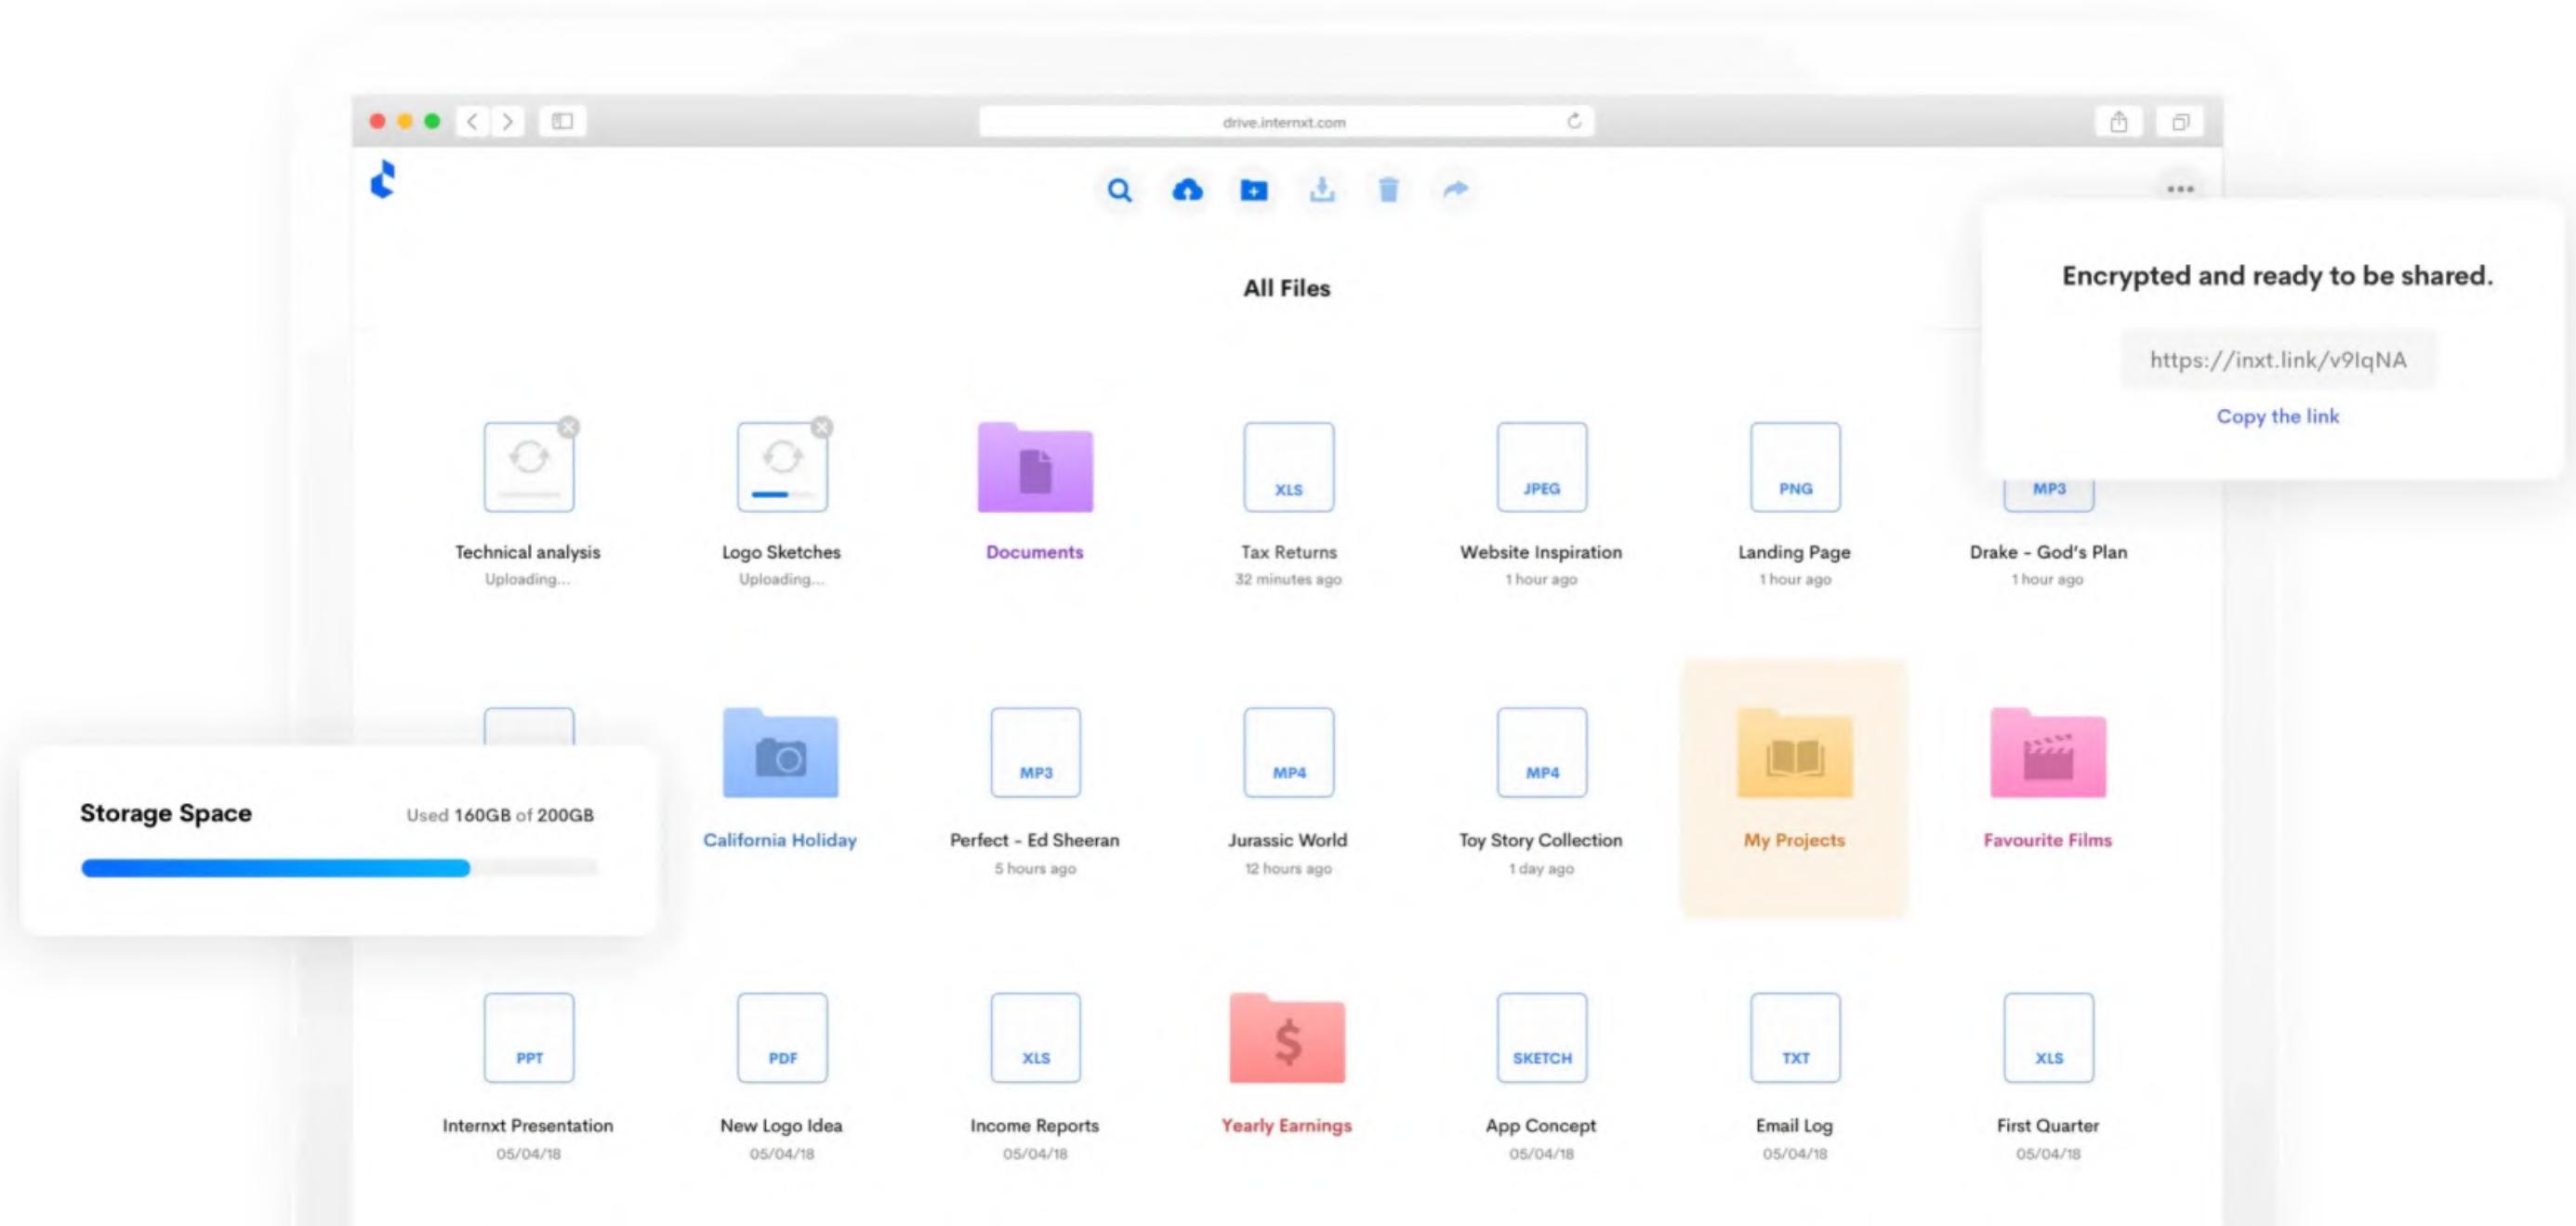 drive.internxt.com
All Files
Encrypted and ready to be shared.
https://inxt.link/v9IqNA
Copy the link
XLS
JPEG
PNG
MP3
Technical analysis
Logo Sketches
Documents
Tax Returns
Website Inspiration
Landing Page
Drake - God's Plan
Uploading...
Uploading...
32 minutes ago
1 hour ago
1 hour ago
1 hour ago
Storage Space
Used 160GB of 200GB
MP3
MP4
MP4
California Holiday
Perfect - Ed Sheeran
Jurassic World
Toy Story Collection
My Projects
Favourite Films
5 hours ago
12 hours ago
1 day ago
PPT
PDF
XLS
$
SKETCH
TXT
XLS
Internxt Presentation
New Logo Idea
Income Reports
Yearly Earnings
App Concept
Email Log
First Quarter
05/04/18
05/04/18
05/04/18
05/04/18
05/04/18
05/04/18